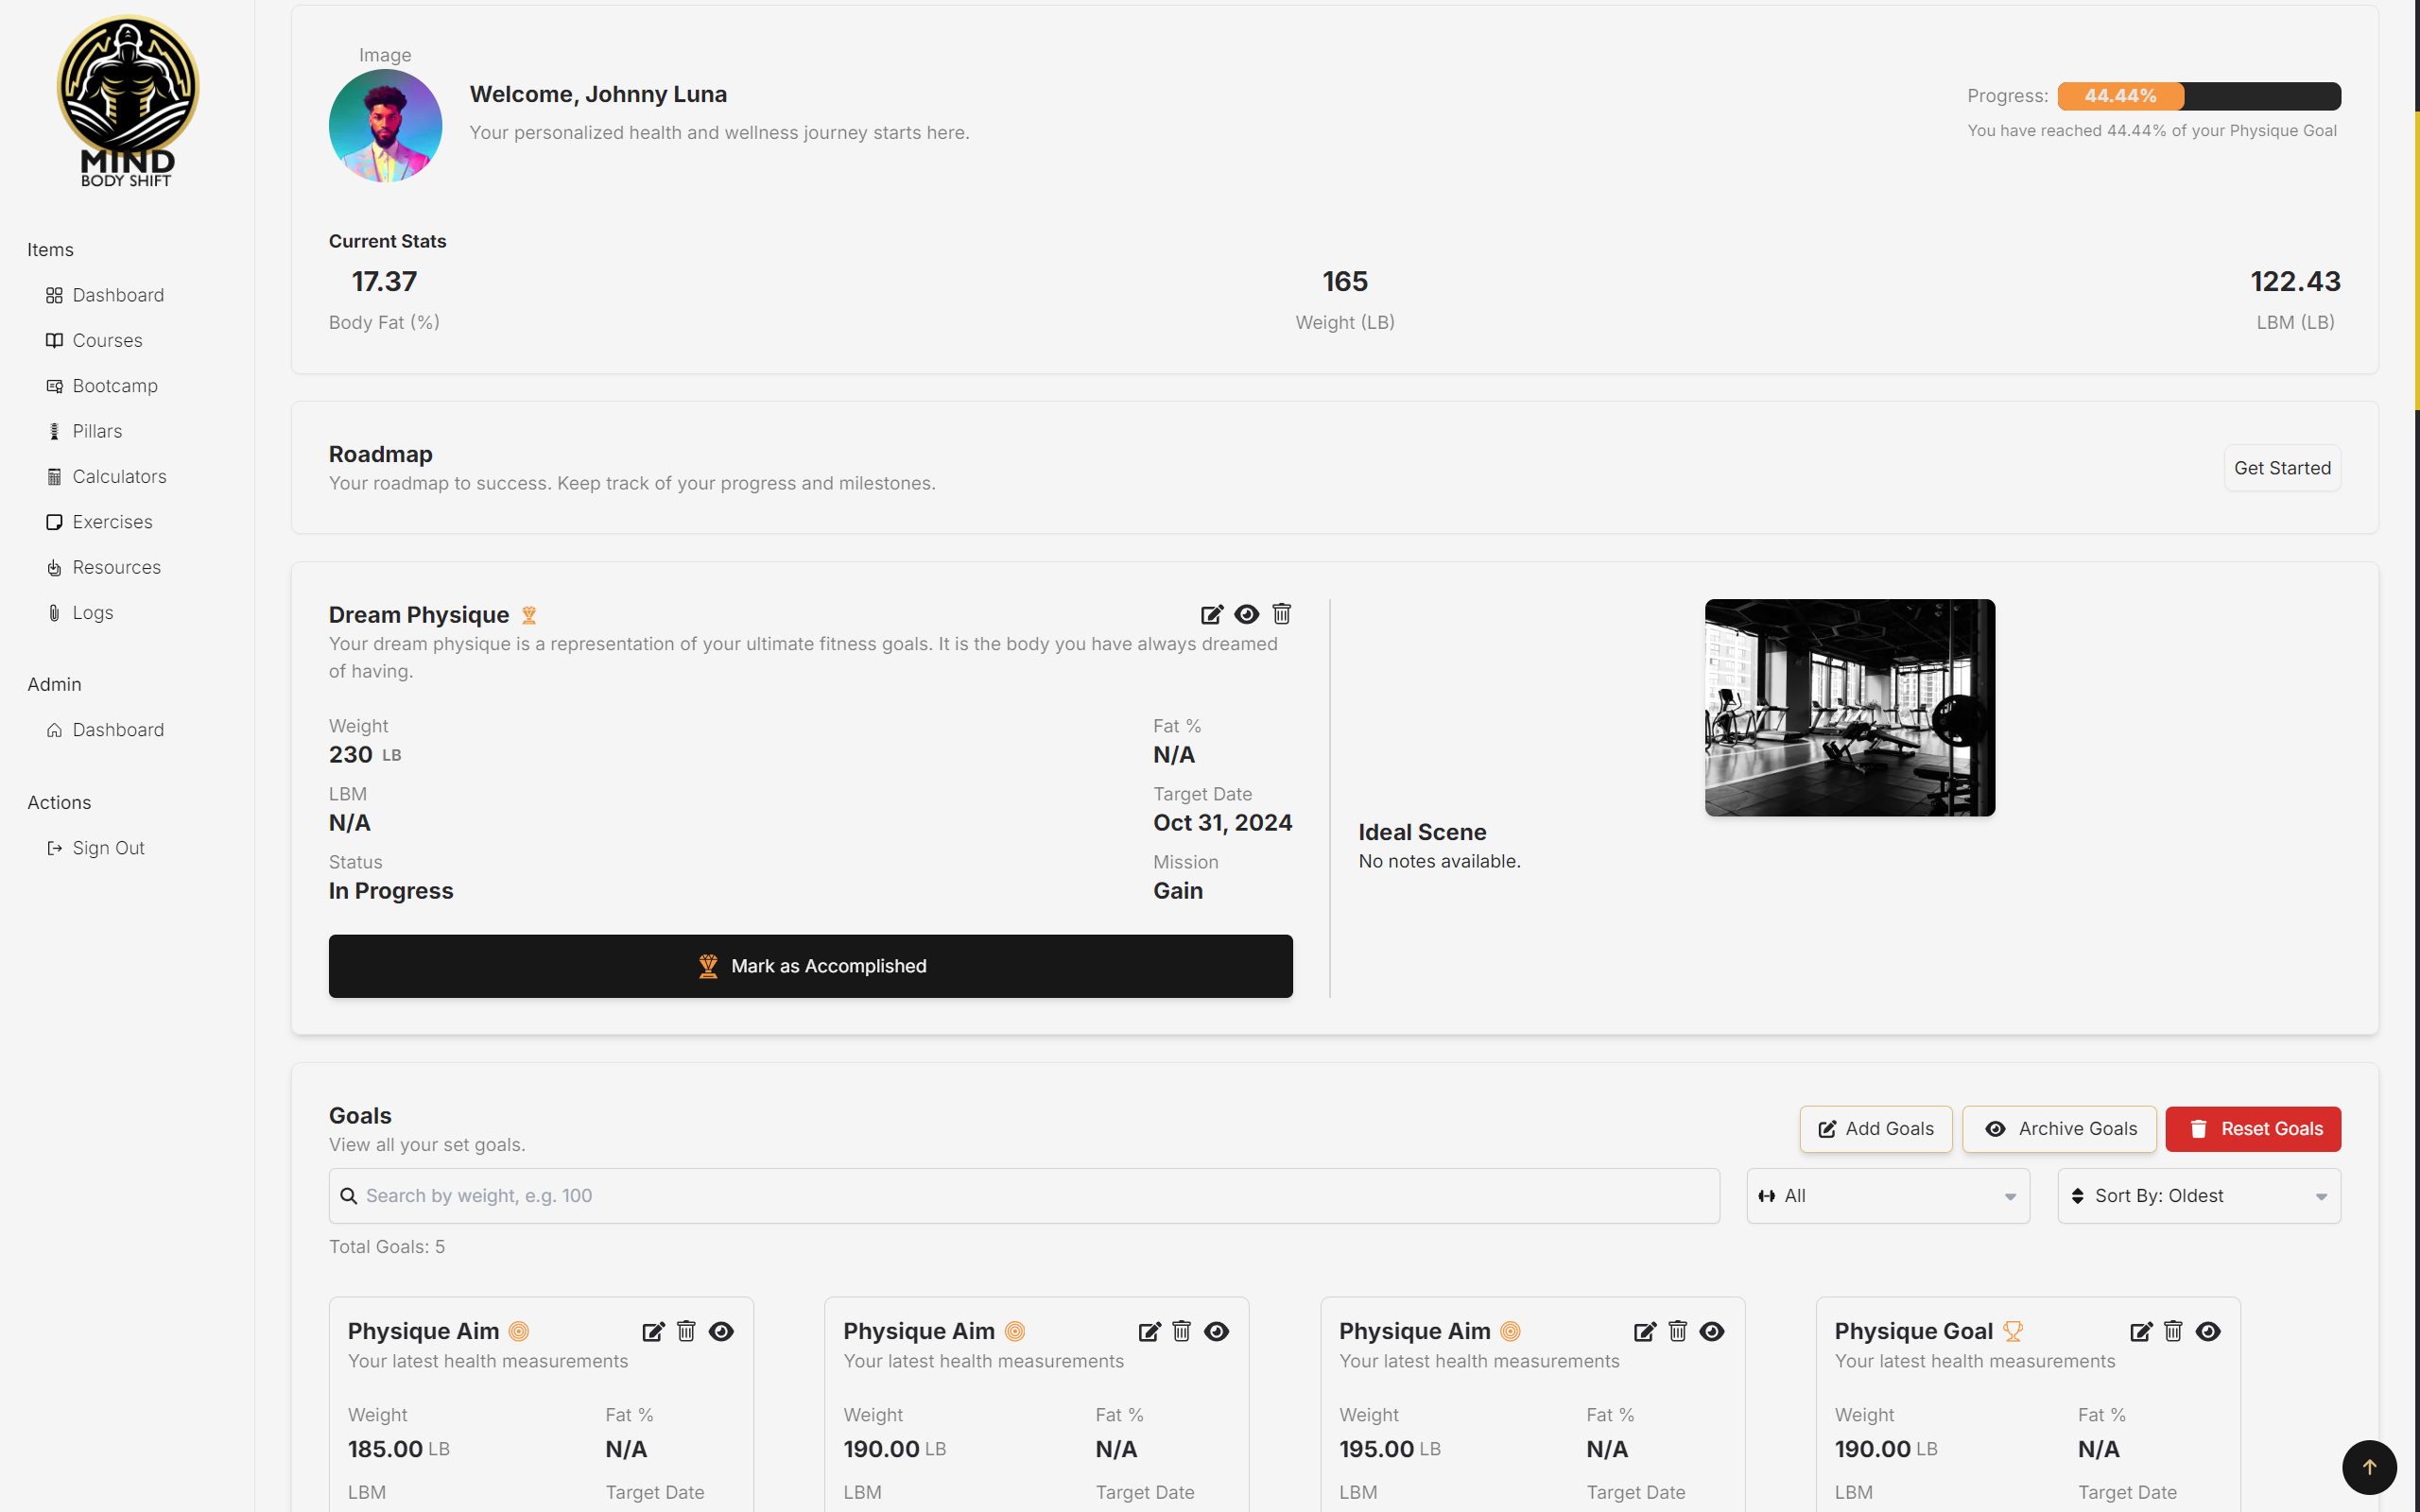 MIND
BODY SHIFT
Items
Dashboard
Courses
Bootcamp
Pillars
Calculators
Exercises
Resources
Logs
Admin
Dashboard
Actions
Sign Out
Image
Welcome, Johnny Luna
Your personalized health and wellness journey starts here.
Progress: 44.44%
You have reached 44.44% of your Physique Goal
Current Stats
17.37 165 122.43
Body Fat (%) Weight (LB) LBM (LB)
Roadmap
Your roadmap to success. Keep track of your progress and milestones.
Get Started
Dream Physique
Your dream physique is a representation of your ultimate fitness goals. It is the body you have always dreamed
of having.
Weight Fat %
230 LB N/A
LBM Target Date
N/A Oct 31, 2024
Status Mission
In Progress Gain
Mark as Accomplished
Ideal Scene
No notes available.
Goals
View all your set goals.
Add Goals Archive Goals Reset Goals
Search by weight, e.g. 100 All Sort By: Oldest
Total Goals: 5
Physique Aim
Your latest health measurements
Weight Fat %
185.00 LB N/A
LBM Target Date
Physique Aim
Your latest health measurements
Weight Fat %
190.00 LB N/A
LBM Target Date
Physique Aim
Your latest health measurements
Weight Fat %
195.00 LB N/A
LBM Target Date
Physique Goal
Your latest health measurements
Weight Fat %
190.00 LB N/A
LBM Target Date